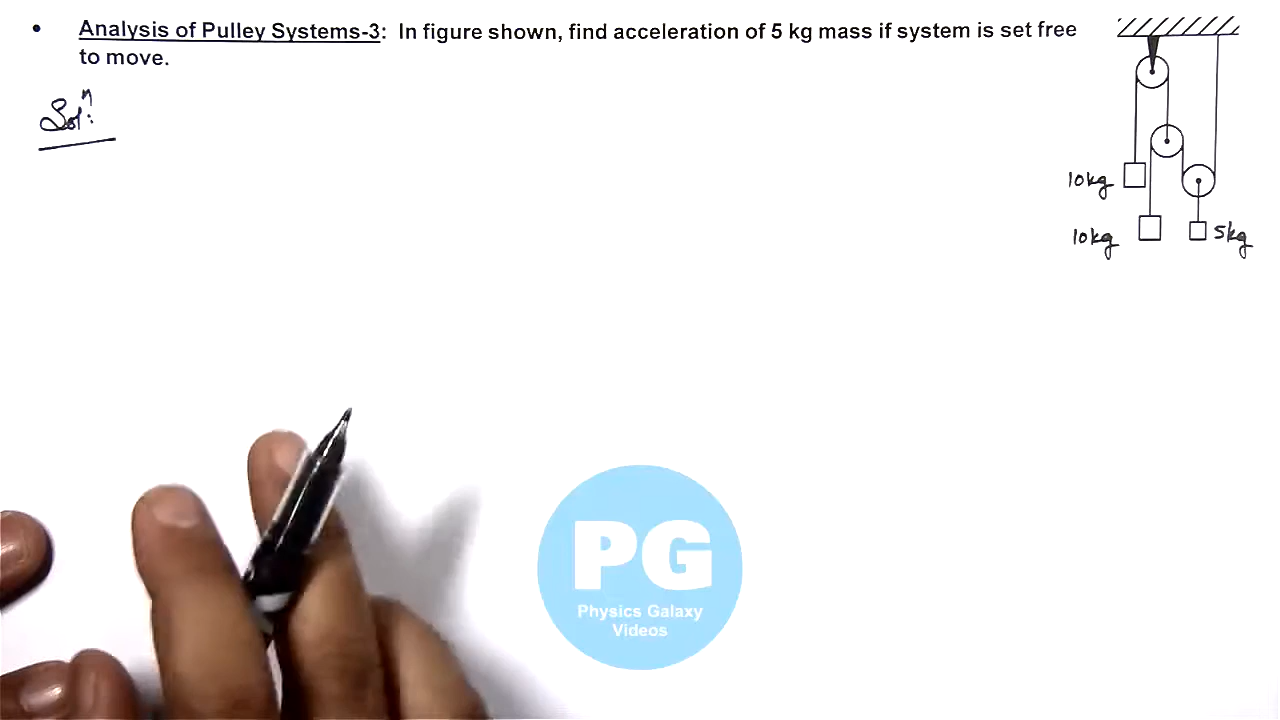 • Analysis of Pulley Systems-3: In figure shown, find acceleration of 5 kg mass if system is set free
to move.
Solⁿ:
10kg
10kg
5kg
PG
Physics Galaxy
Videos